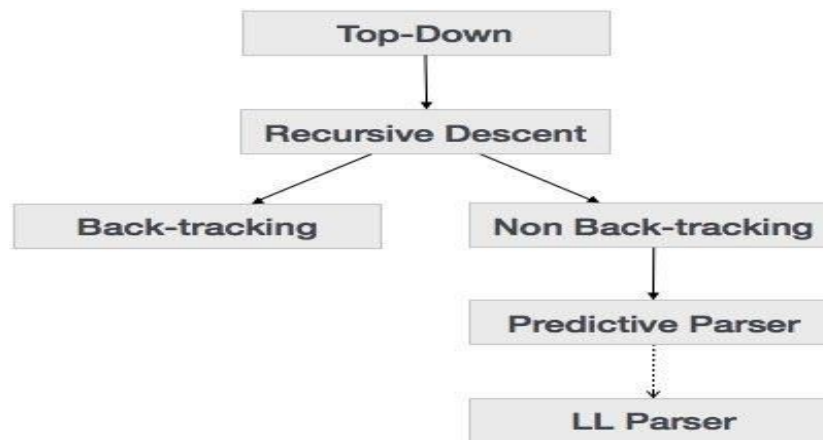 Top-Down
Recursive Descent
Back-tracking
Non Back-tracking
Predictive Parser
LL Parser